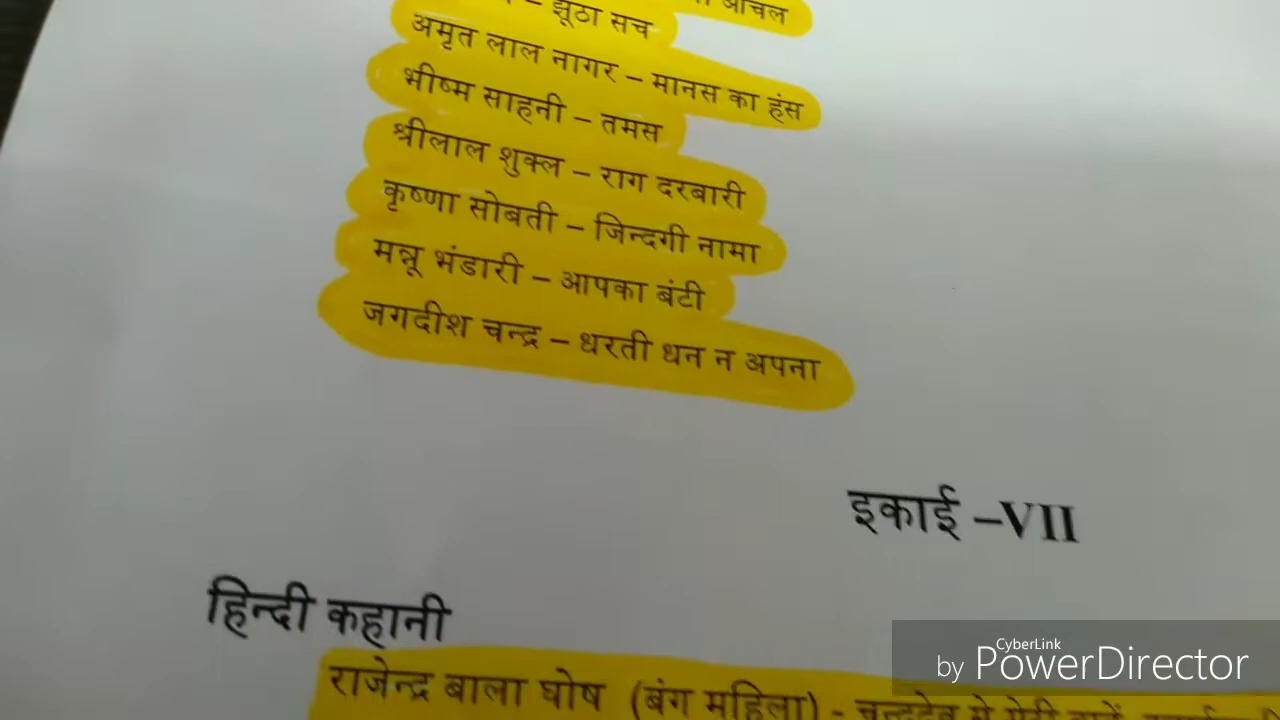 – झूठा सच
अमृत लाल नागर – मानस का हंस
भीष्म साहनी – तमस
श्रीलाल शुक्ल – राग दरबारी
कृष्णा सोबती – जिन्दगी नामा
मन्नू भंडारी – आपका बंटी
जगदीश चन्द्र – धरती धन न अपना
इकाई –VII
हिन्दी कहानी
राजेन्द्र बाला घोष (बंग महिला) -
CyberLink
by PowerDirector